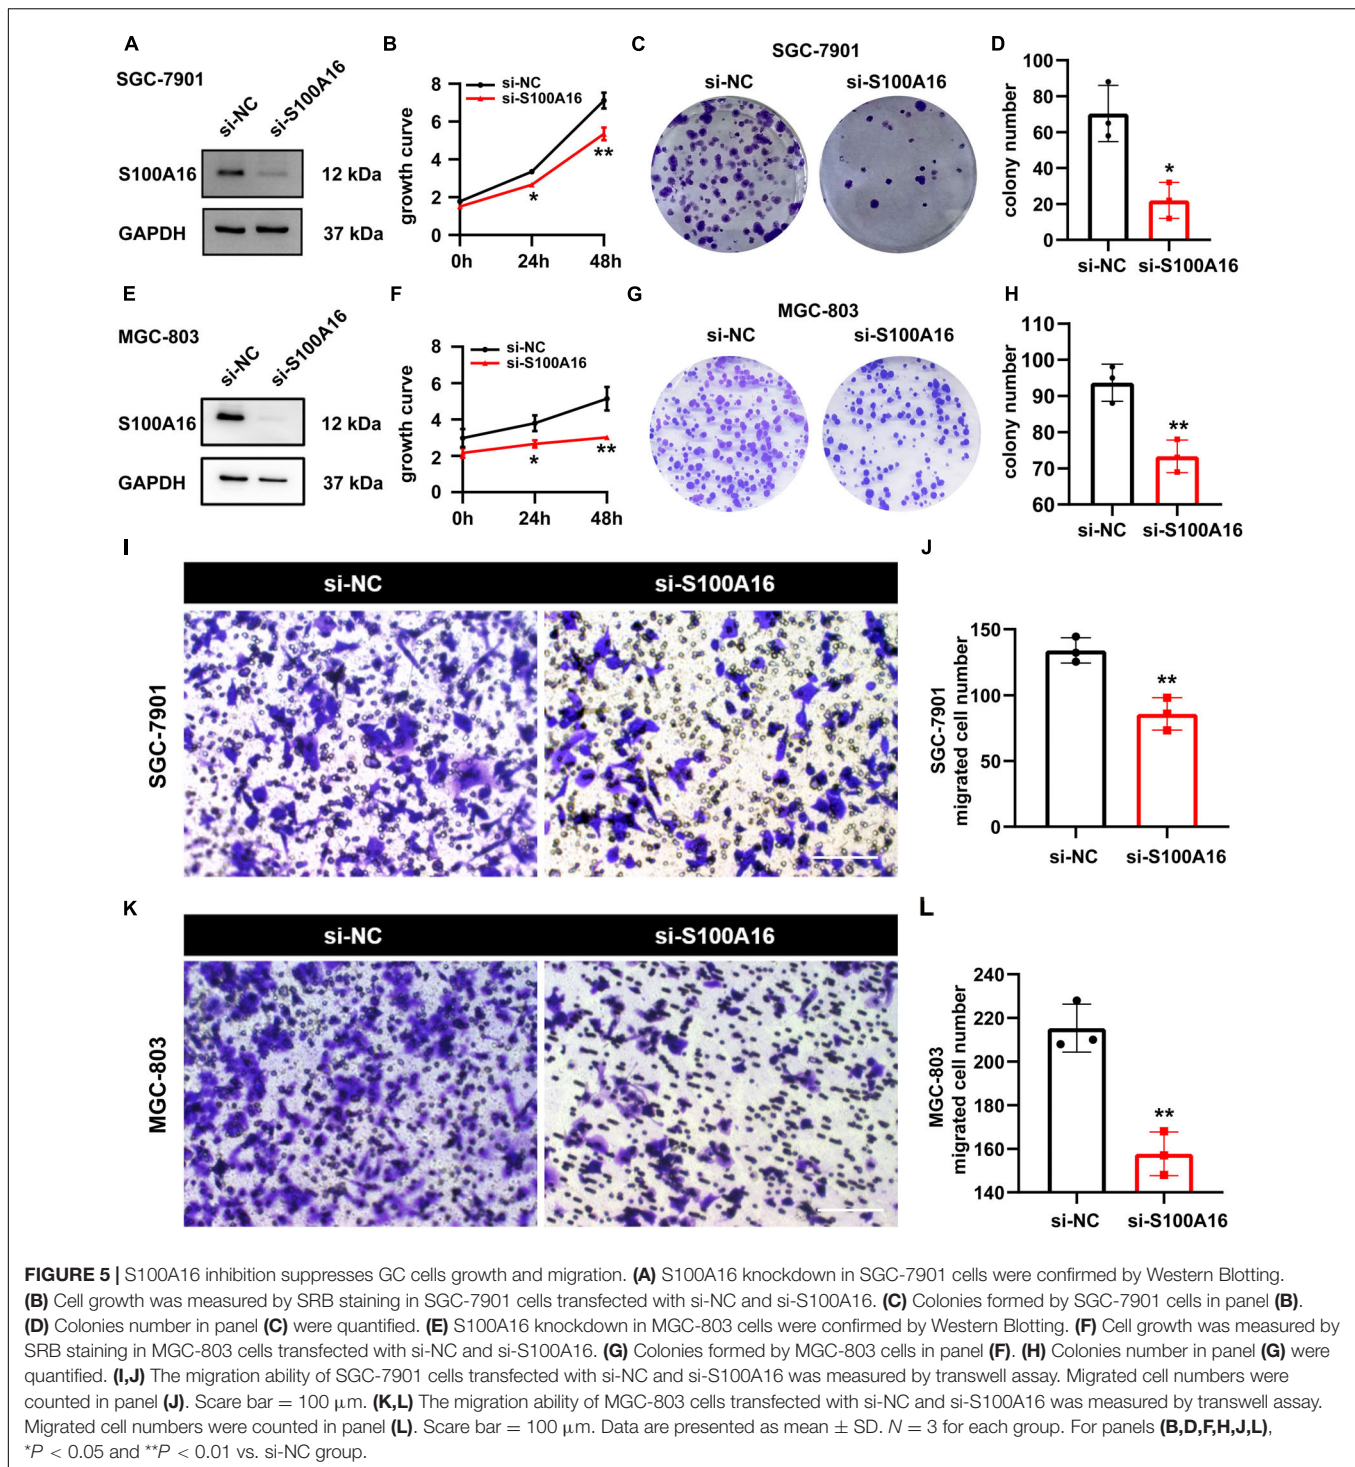 A
SGC-7901
si-NC
si-S100A16
S100A16
12 kDa
GAPDH
37 kDa
B
growth curve
8
6
4
2
0
si-NC
si-S100A16
*
**
0h
24h
48h
C
SGC-7901
si-NC
si-S100A16
D
colony number
100
80
60
40
20
0
*
si-NC
si-S100A16
E
MGC-803
si-NC
si-S100A16
S100A16
12 kDa
GAPDH
37 kDa
F
growth curve
8
6
4
2
0
si-NC
si-S100A16
*
**
0h
24h
48h
G
MGC-803
si-NC
si-S100A16
H
colony number
110
100
90
80
70
60
**
si-NC
si-S100A16
I
si-NC
si-S100A16
SGC-7901
J
SGC-7901
migrated cell number
150
100
50
0
**
si-NC
si-S100A16
K
si-NC
si-S100A16
MGC-803
L
MGC-803
migrated cell number
240
220
200
180
160
140
**
si-NC
si-S100A16
FIGURE 5 | S100A16 inhibition suppresses GC cells growth and migration. (A) S100A16 knockdown in SGC-7901 cells were confirmed by Western Blotting.
(B) Cell growth was measured by SRB staining in SGC-7901 cells transfected with si-NC and si-S100A16. (C) Colonies formed by SGC-7901 cells in panel (B).
(D) Colonies number in panel (C) were quantified. (E) S100A16 knockdown in MGC-803 cells were confirmed by Western Blotting. (F) Cell growth was measured by
SRB staining in MGC-803 cells transfected with si-NC and si-S100A16. (G) Colonies formed by MGC-803 cells in panel (F). (H) Colonies number in panel (G) were
quantified. (I,J) The migration ability of SGC-7901 cells transfected with si-NC and si-S100A16 was measured by transwell assay. Migrated cell numbers were
counted in panel (J). Scare bar = 100 μm. (K,L) The migration ability of MGC-803 cells transfected with si-NC and si-S100A16 was measured by transwell assay.
Migrated cell numbers were counted in panel (L). Scare bar = 100 μm. Data are presented as mean ± SD. N = 3 for each group. For panels (B,D,F,H,J,L),
*P < 0.05 and **P < 0.01 vs. si-NC group.